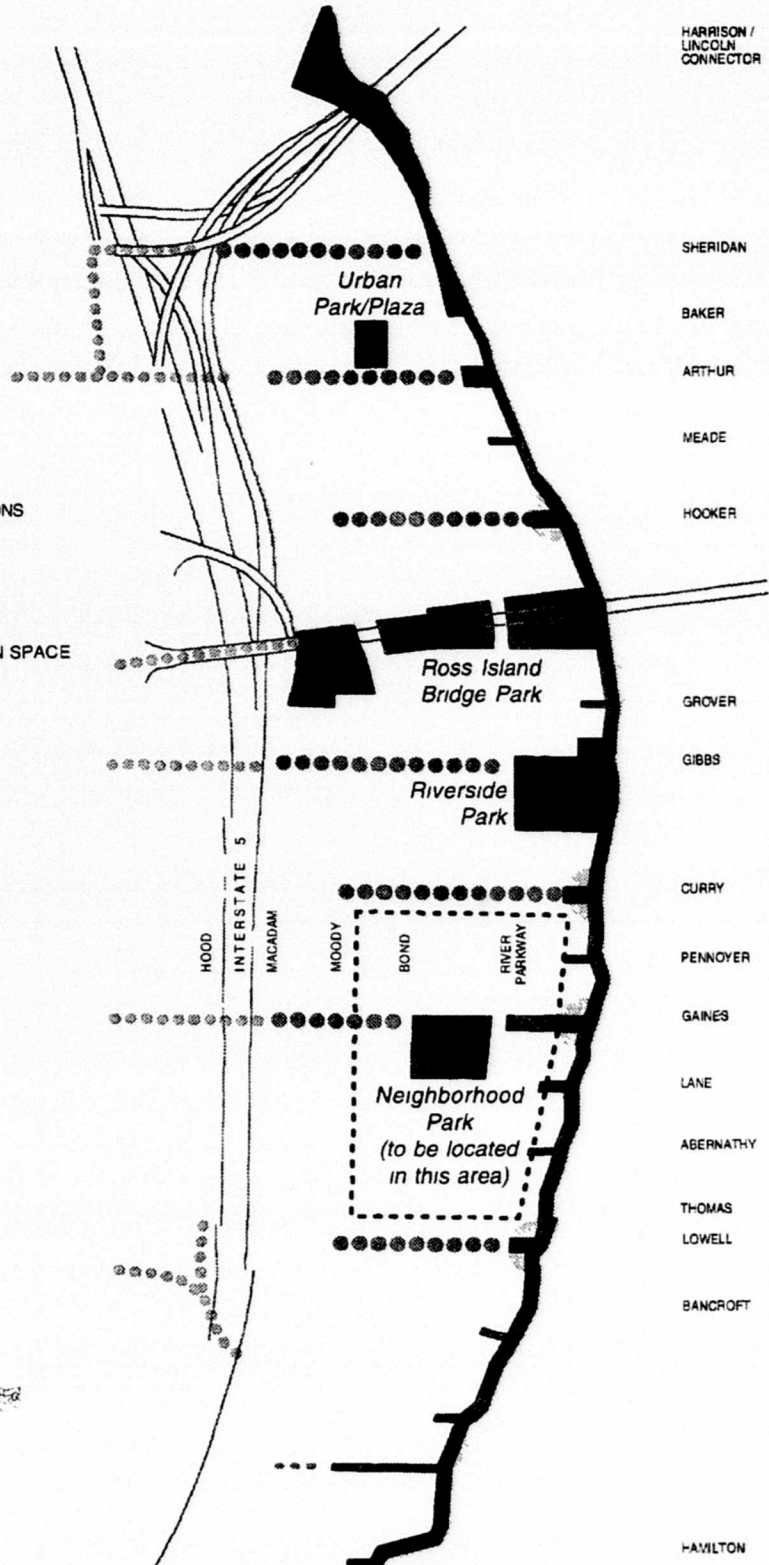 HARRISON /
LINCOLN
CONNECTOR
SHERIDAN
Urban
Park/Plaza
BAKER
ARTHUR
MEADE
NS
HOOKER
N SPACE
Ross Island
Bridge Park
GROVER
GIBBS
Riverside
Park
CURRY
HOOD
INTERSTATE 5
MACADAM
MOODY
BOND
RIVER
PARKWAY
PENNOYER
GAINES
LANE
Neighborhood
Park
(to be located
in this area)
ABERNATHY
THOMAS
LOWELL
BANCROFT
HAMILTON